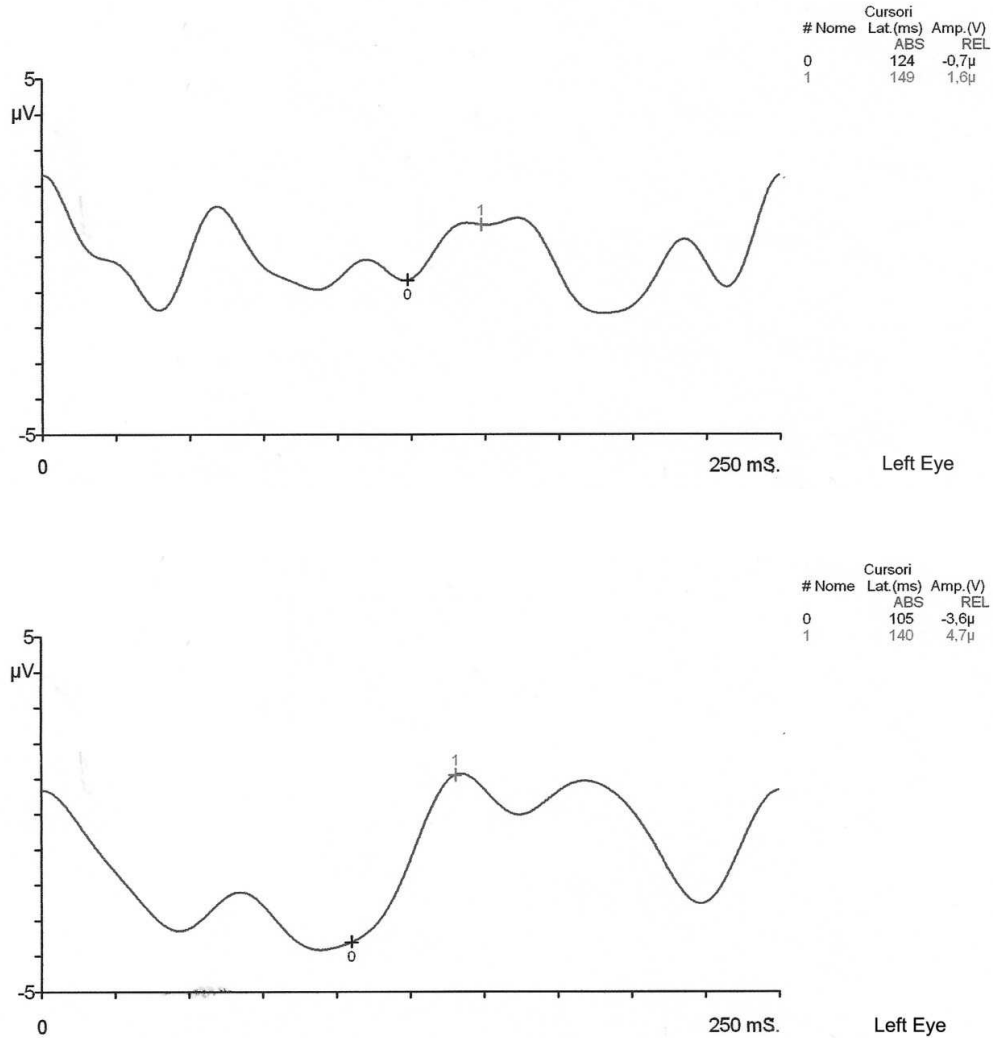 Cursori
# Nome Lat.(ms) Amp.(V)
ABS REL
0 124 -0,7µ
1 149 1,6µ
5
µV
1
0
-5
0 250 mS. Left Eye
Cursori
# Nome Lat.(ms) Amp.(V)
ABS REL
0 105 -3,6µ
1 140 4,7µ
5
µV
1
0
-5
0 250 mS. Left Eye